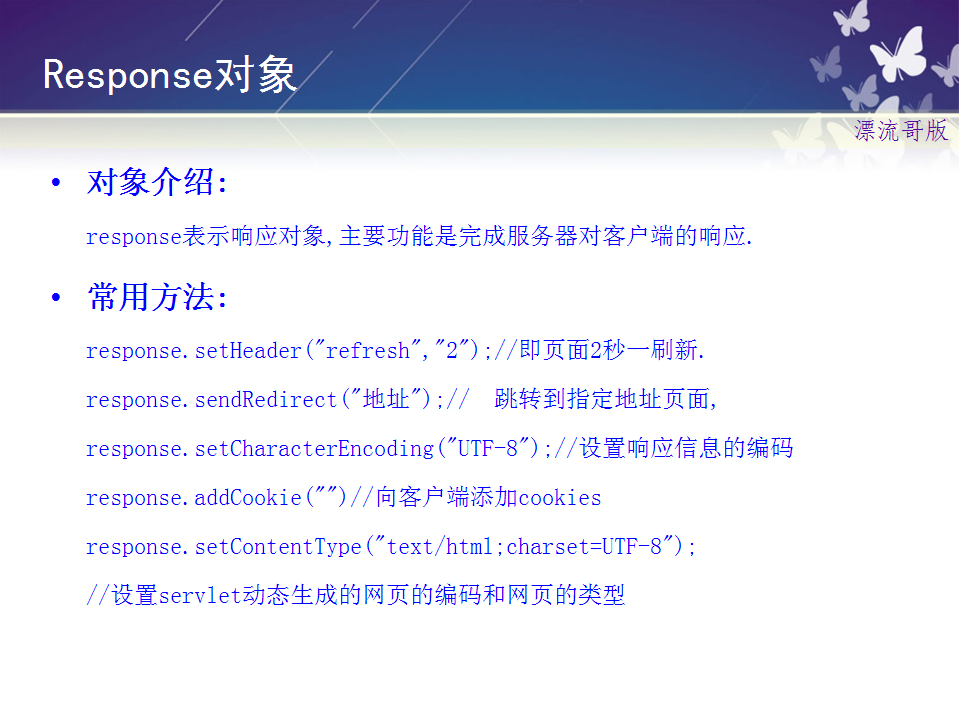 Response对象
漂流哥版
• 对象介绍:
response表示响应对象,主要功能是完成服务器对客户端的响应.
• 常用方法:
response.setHeader("refresh","2");//即页面2秒一刷新.
response.sendRedirect("地址");//  跳转到指定地址页面,
response.setCharacterEncoding("UTF-8");//设置响应信息的编码
response.addCookie("")//向客户端添加cookies
response.setContentType("text/html;charset=UTF-8");
//设置servlet动态生成的网页的编码和网页的类型